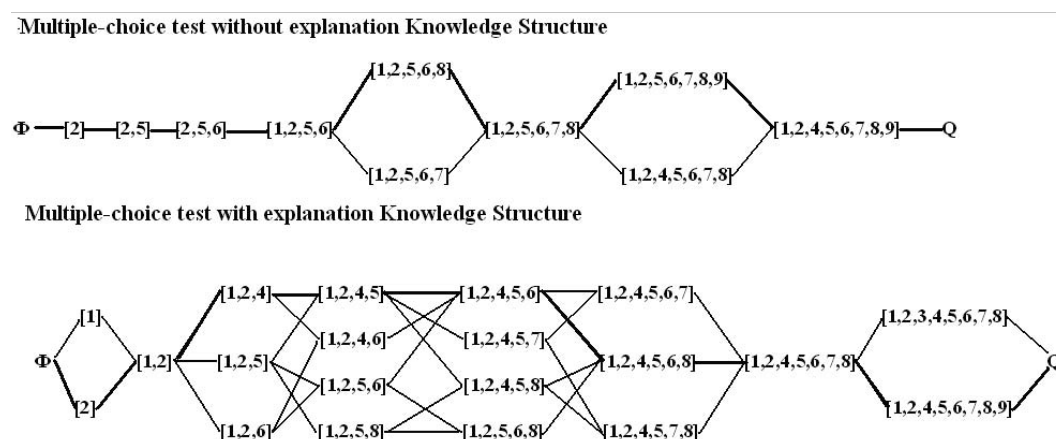 Multiple-choice test without explanation Knowledge Structure
[1,2,5,6,8] [1,2,5,6,7,8,9]
Φ [2] [2,5] [2,5,6] [1,2,5,6] [1,2,5,6,7,8] [1,2,4,5,6,7,8,9] Q
[1,2,5,6,7] [1,2,4,5,6,7,8]
Multiple-choice test with explanation Knowledge Structure
[1,2,4] [1,2,4,5] [1,2,4,5,6] [1,2,4,5,6,7]
[1] [1,2,3,4,5,6,7,8]
[1,2,4,6] [1,2,4,5,7]
Φ [1,2] [1,2,5] [1,2,4,5,6,8] [1,2,4,5,6,7,8] Q
[1,2,5,6] [1,2,4,5,8]
[2] [1,2,4,5,6,7,8,9]
[1,2,6] [1,2,5,8] [1,2,5,6,8] [1,2,4,5,7,8]